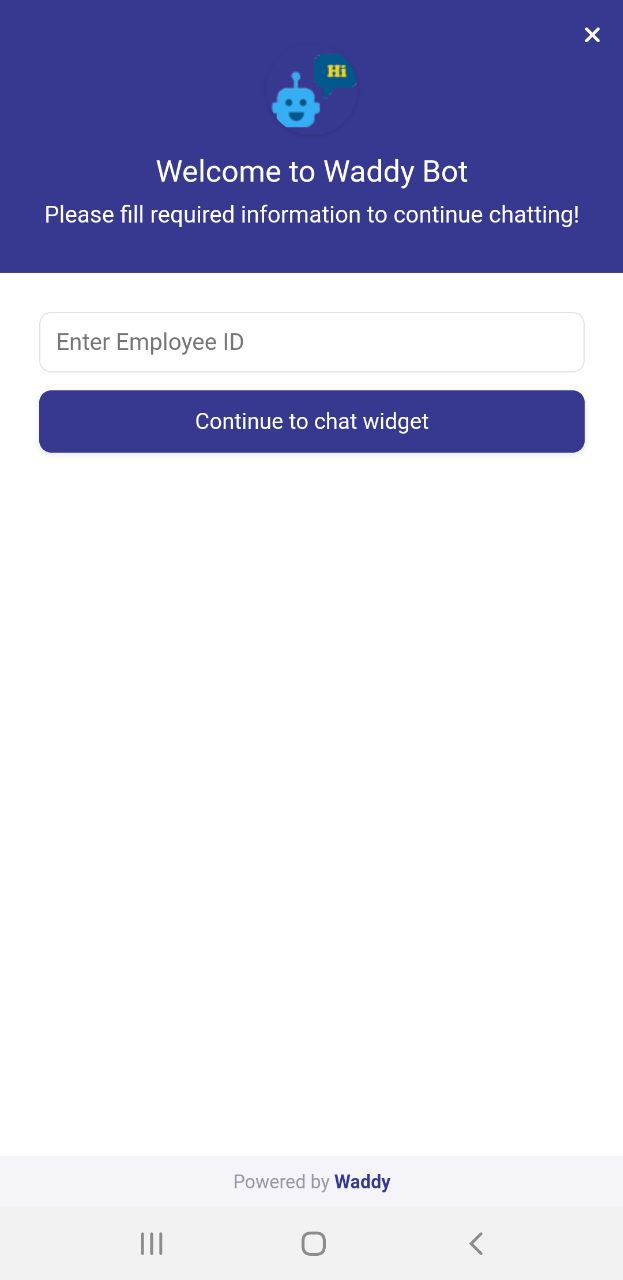 Hi
Welcome to Waddy Bot
Please fill required information to continue chatting!
Enter Employee ID
Continue to chat widget
Powered by Waddy